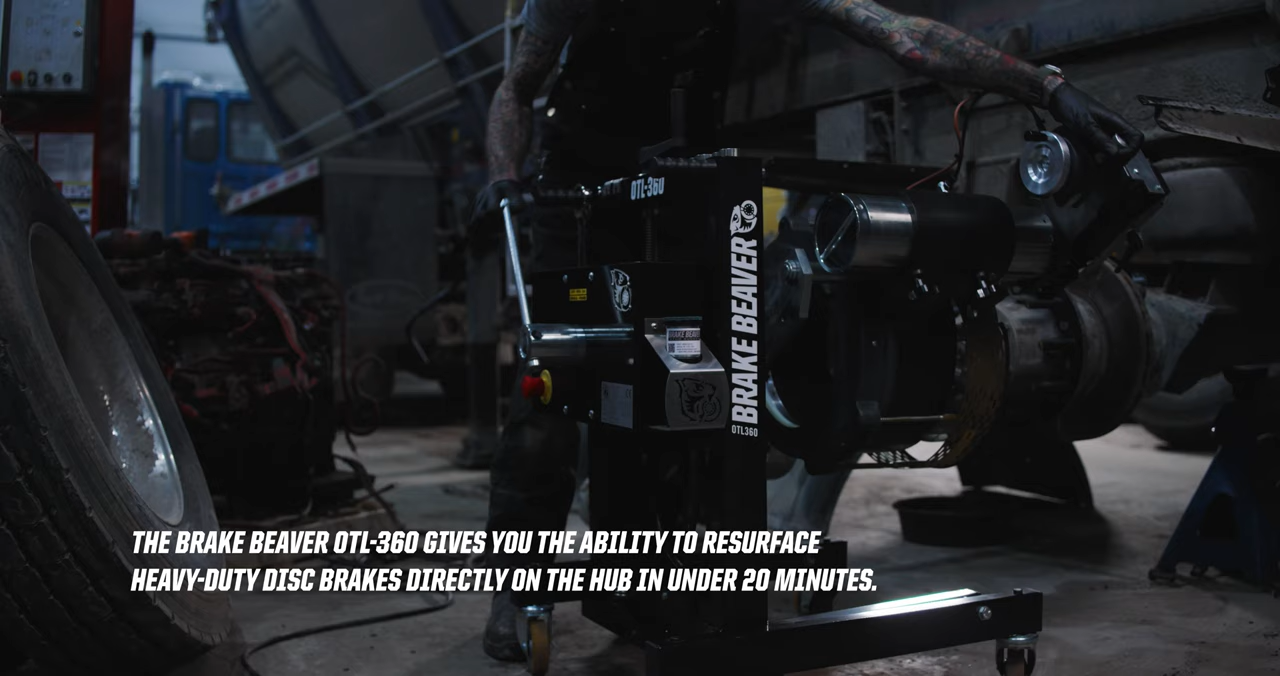 OTL-360
BRAKE BEAVER
OTL360
BRAKE BEAVER
THE BRAKE BEAVER OTL-360 GIVES YOU THE ABILITY TO RESURFACE
HEAVY-DUTY DISC BRAKES DIRECTLY ON THE HUB IN UNDER 20 MINUTES.